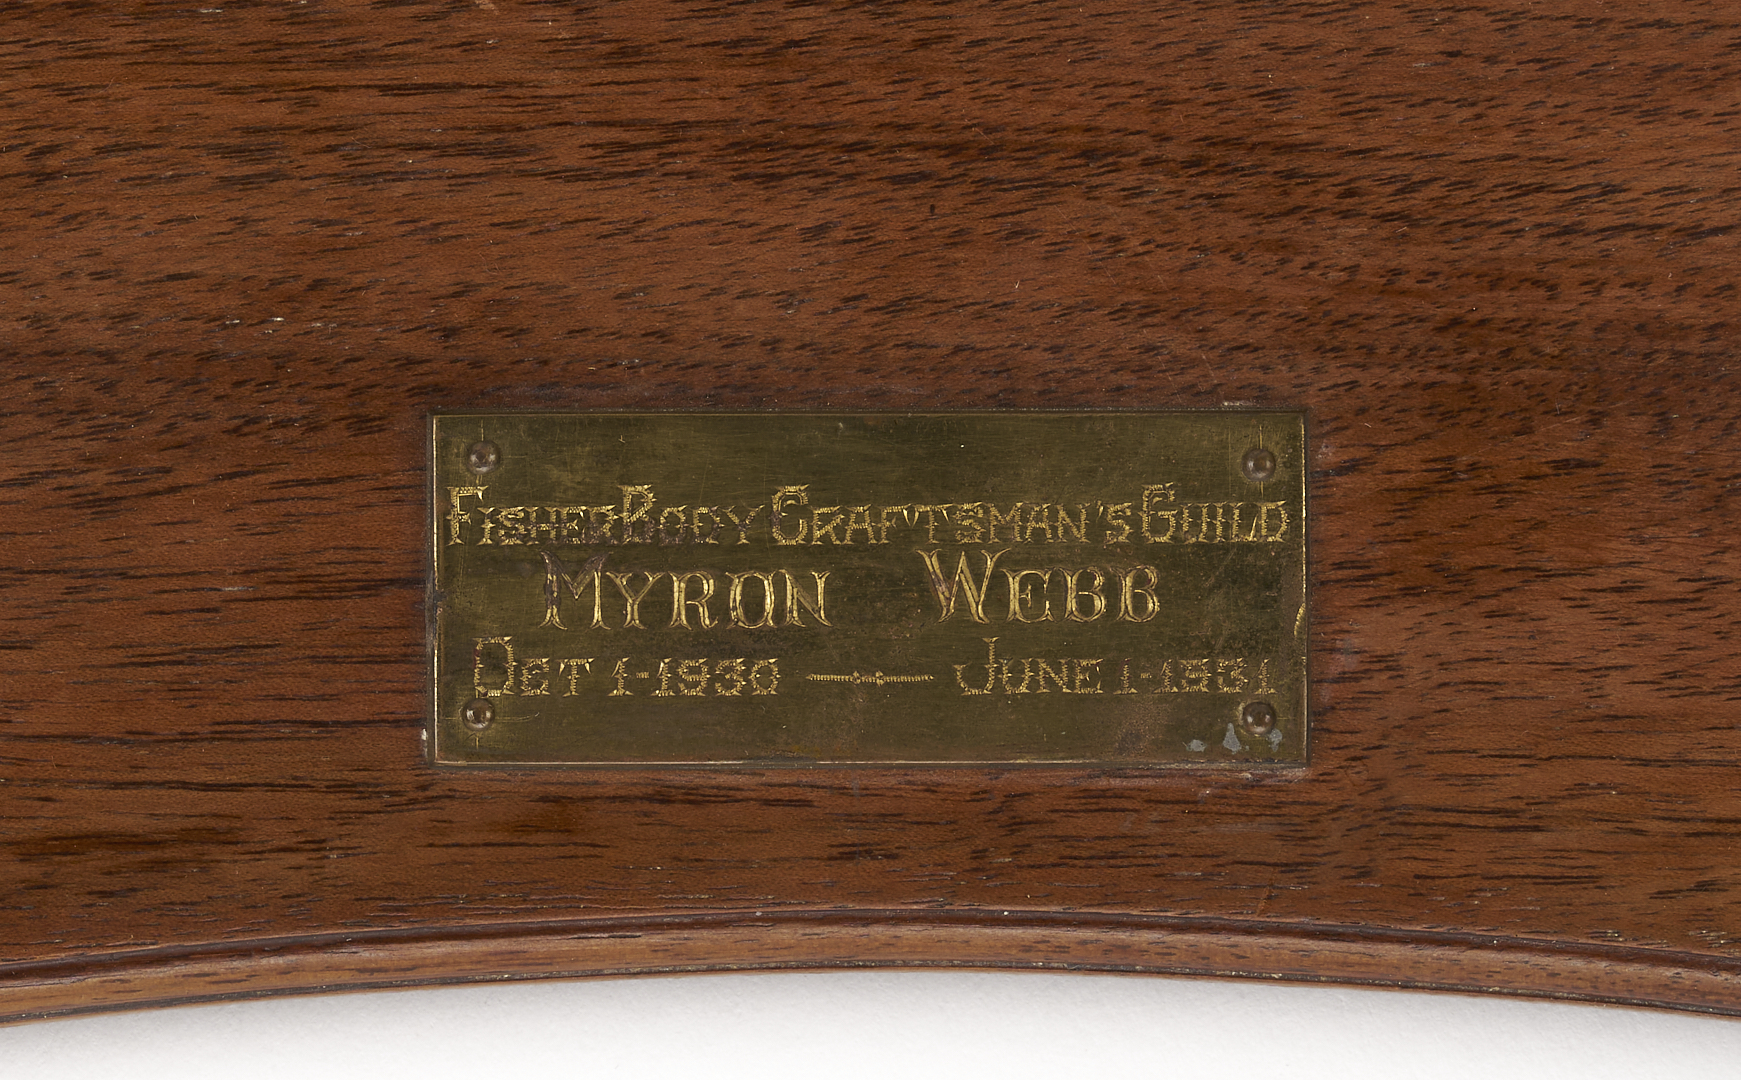 Fisher Body Craftsman's Guild
Myron Webb
Oct 1-1930 — June 1-1931